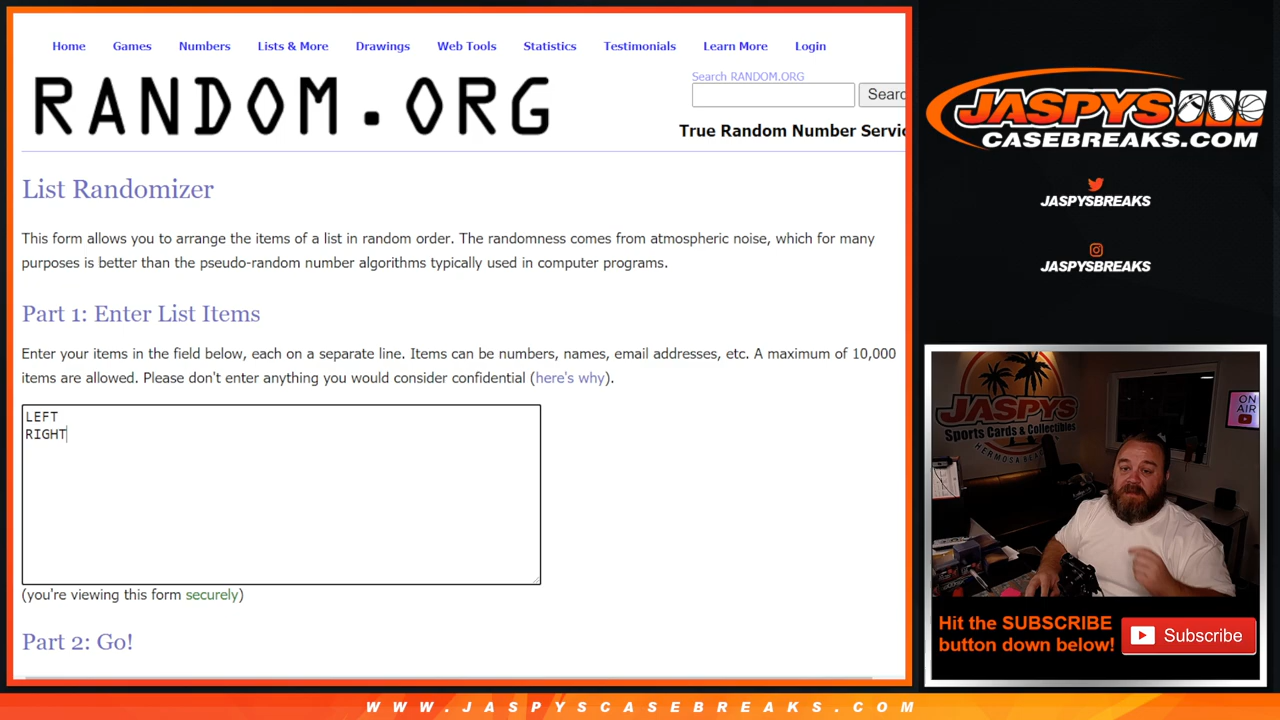 Home Games Numbers Lists & More Drawings Web Tools Statistics Testimonials Learn More Login
Search RANDOM.ORG
RANDOM.ORG
Searc
True Random Number Servic
List Randomizer
This form allows you to arrange the items of a list in random order. The randomness comes from atmospheric noise, which for many
purposes is better than the pseudo-random number algorithms typically used in computer programs.
Part 1: Enter List Items
Enter your items in the field below, each on a separate line. Items can be numbers, names, email addresses, etc. A maximum of 10,000
items are allowed. Please don't enter anything you would consider confidential (here's why).
LEFT
RIGHT
(you're viewing this form securely)
Part 2: Go!
JASPYS
CASEBREAKS.COM
JASPYSBREAKS
JASPYSBREAKS
JASPYS
Sports Cards & Collectibles
HERMOSA BEACH
ON
AIR
Hit the SUBSCRIBE
button down below!
Subscribe
WWW.JASPYSCASEBREAKS.COM